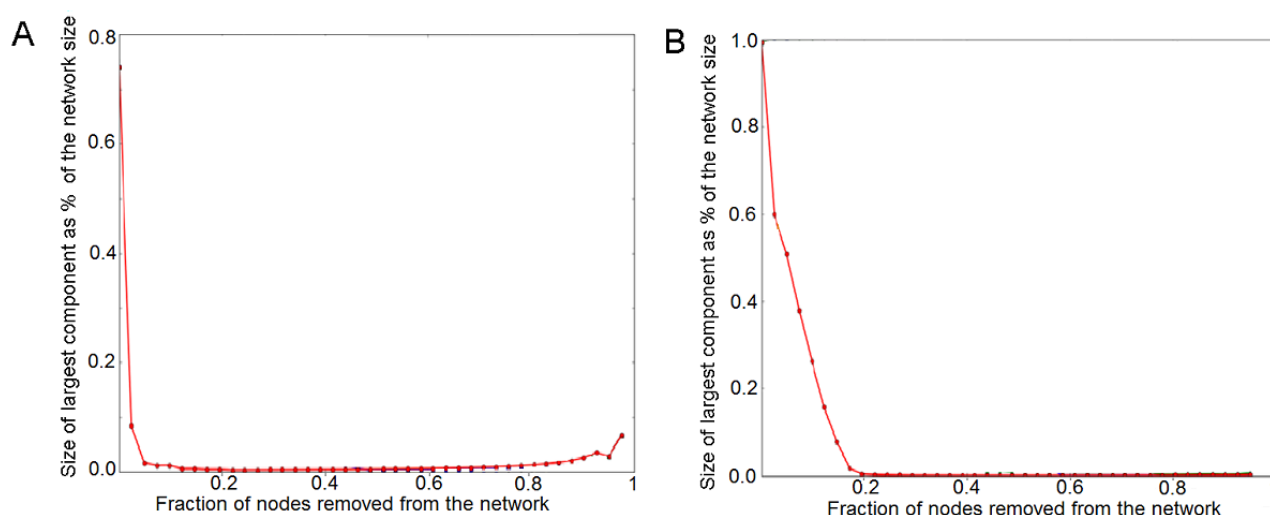 A
Size of largest component as % of the network size
0.8
0.6
0.4
0.2
0.0
0.2 0.4 0.6 0.8 1
Fraction of nodes removed from the network
B
Size of largest component as % of the network size
1.0
0.8
0.6
0.4
0.2
0.0
0.2 0.4 0.6 0.8
Fraction of nodes removed from the network